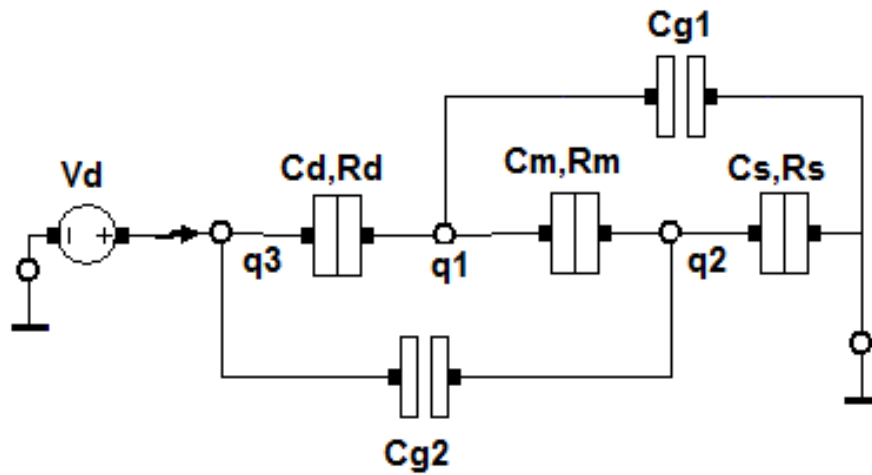 Cg1
Vd
Cd,Rd
Cm,Rm
Cs,Rs
q3
q1
q2
Cg2